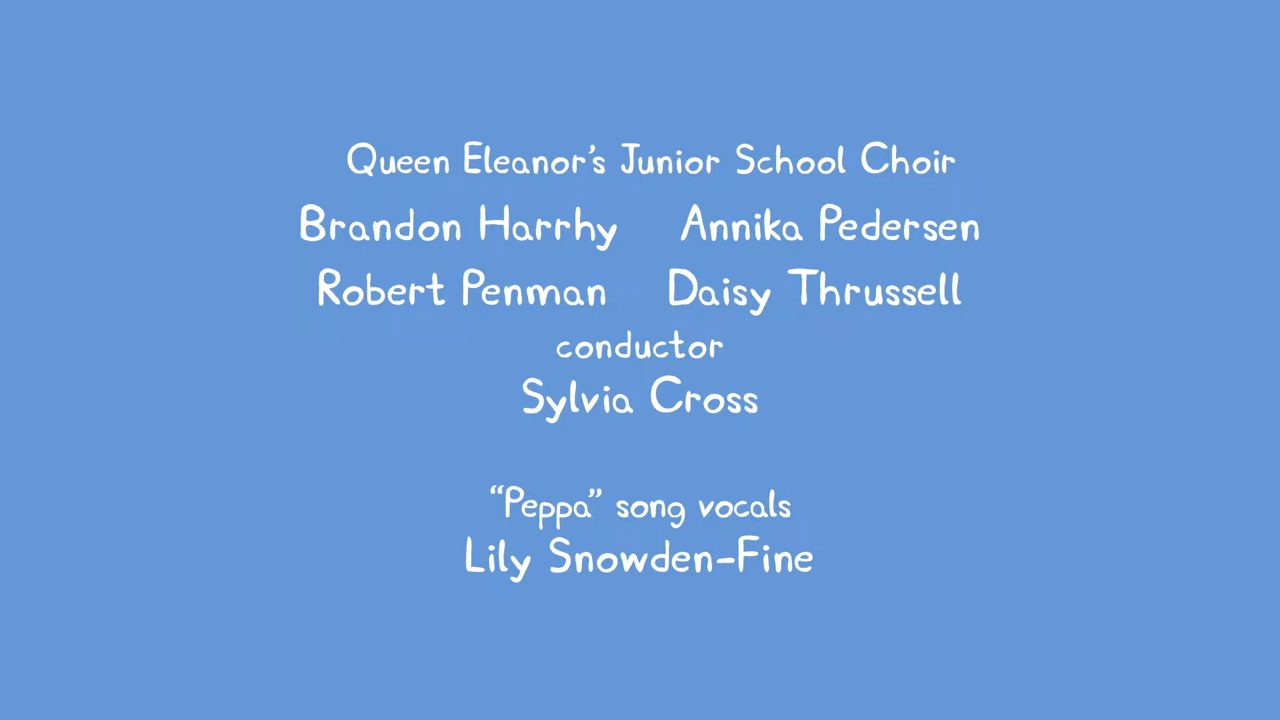 Queen Eleanor's Junior School Choir
Brandon Harrhy Annika Pedersen
Robert Penman Daisy Thrussell
conductor
Sylvia Cross
“Peppa” song vocals
Lily Snowden-Fine